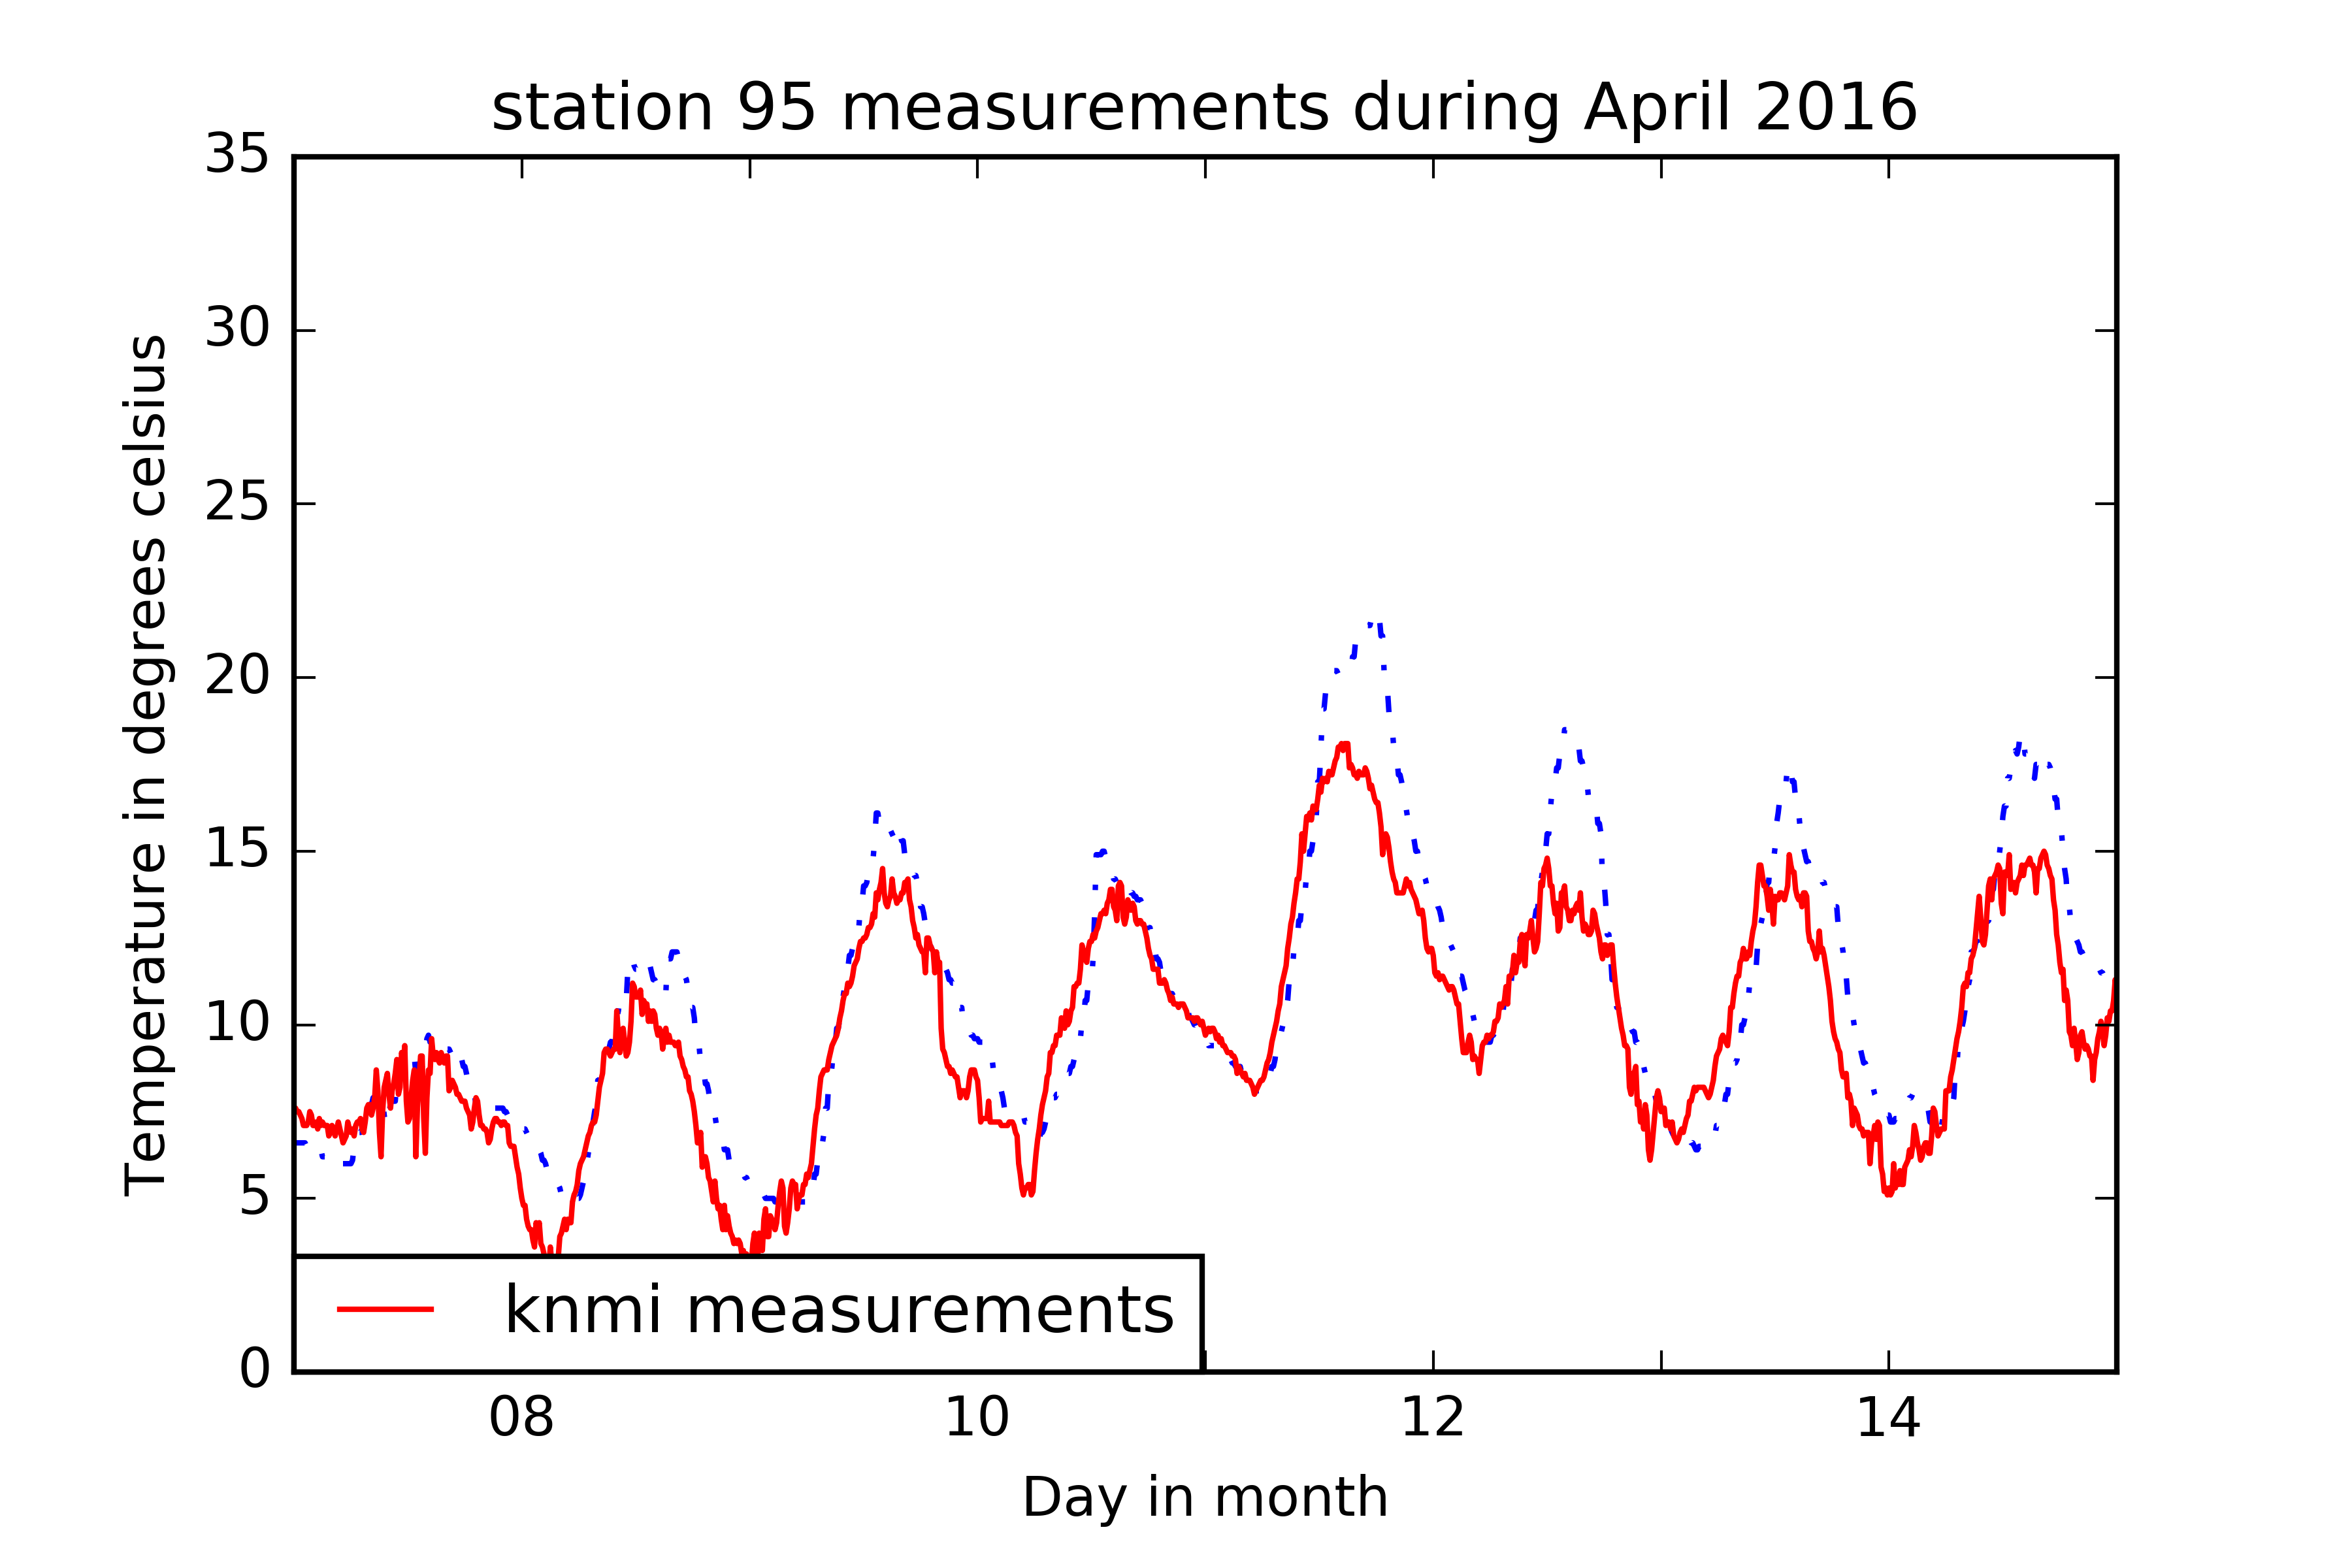 station 95 measurements during April 2016
35
30
25
20
15
10
5
0
Temperature in degrees celsius
knmi measurements
08 10 12 14
Day in month